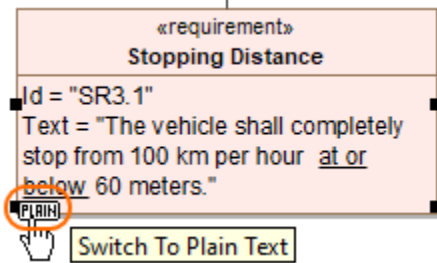 «requirement»
Stopping Distance
Id = "SR3.1"
Text = "The vehicle shall completely
stop from 100 km per hour  at or
below 60 meters."
PLAIN
Switch To Plain Text